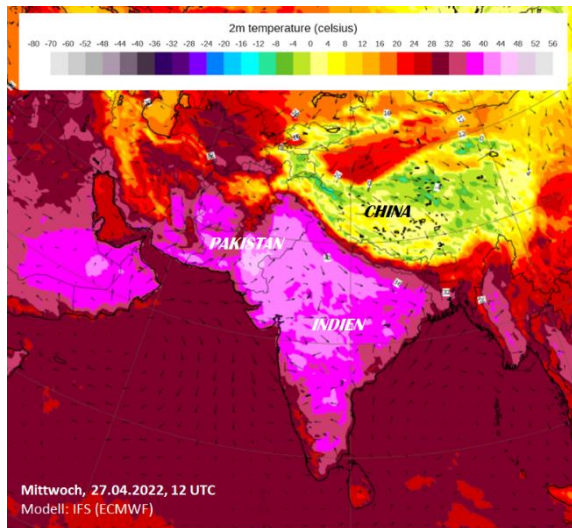 2m temperature (celsius)
-80 -70 -60 -52 -48 -44 -40 -36 -32 -28 -24 -20 -16 -12 -8 -4 0 4 8 12 16 20 24 28 32 36 40 44 48 52 56
CHINA
PAKISTAN
INDIEN
Mittwoch, 27.04.2022, 12 UTC
Modell: IFS (ECMWF)